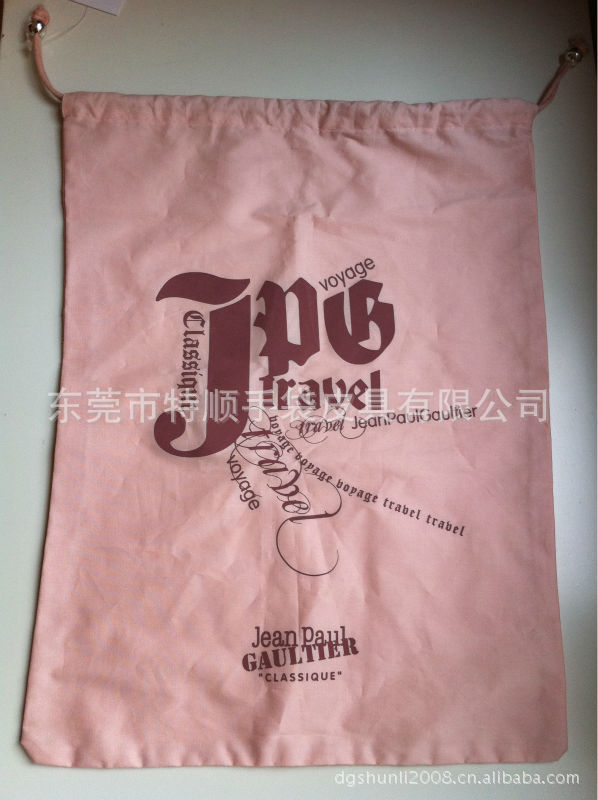 voyage
JPG
Classique
travel
travel JeanPaulGaultier
voyage voyage voyage travel travel
travel
voyage
东莞市特顺手袋皮具有限公司
Jean Paul
GAULTIER
"CLASSIQUE"
dgshunli2008.cn.alibaba.com